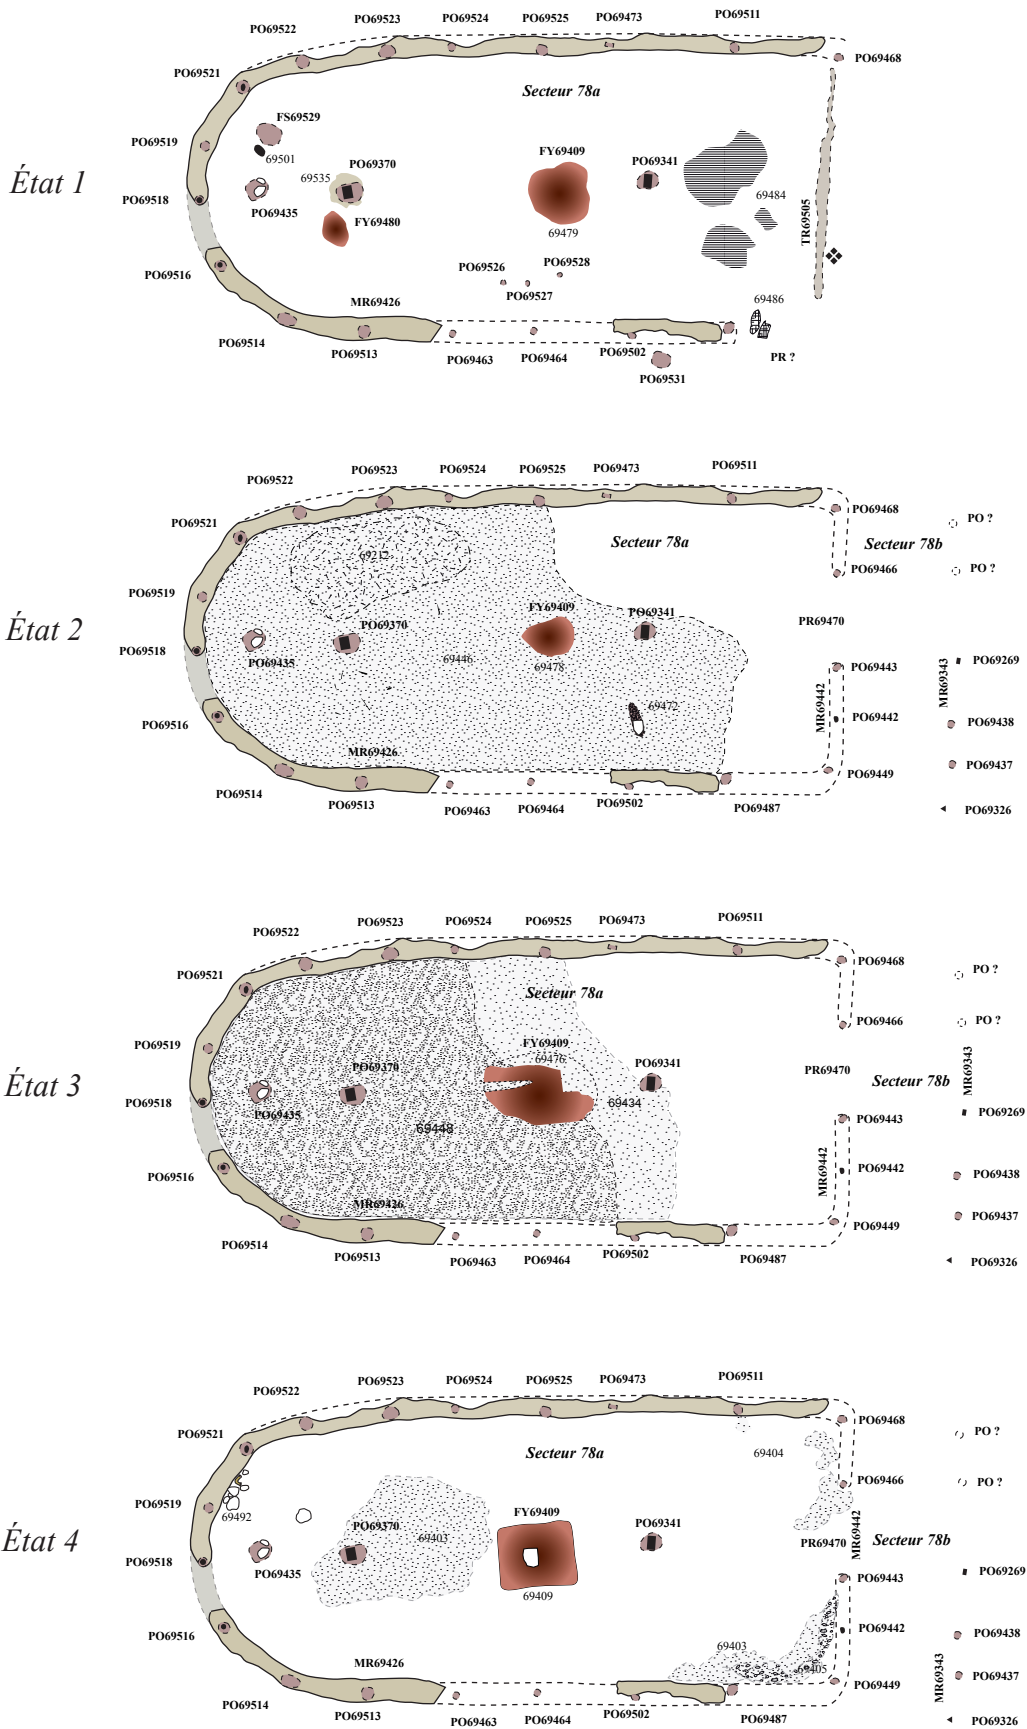 PO69511
PO69523
PO69524
PO69525
PO69473
PO69522
PO69468
PO69521
Secteur 78a
FS69529
PO69519
69501
FY69409
PO69341
PO69370
État 1
69535
69484
PO69518
PO69435
FY69480
TR69505
69479
PO69528
PO69526
PO69516
PO69527
MR69426
69486
PO69514
PO69513
PO69463
PO69464
PO69502
PR ?
PO69531
PO69523
PO69524
PO69525
PO69473
PO69511
PO69522
PO69468
PO69521
PO ?
Secteur 78a
Secteur 78b
69212
PO69466
PO ?
PO69519
FY69409
PO69341
État 2
PO69370
PR69470
PO69518
PO69435
69446
69478
PO69443
PO69269
MR69343
MR69442
69472
PO69442
PO69438
PO69516
MR69426
PO69437
PO69449
PO69514
PO69513
PO69463
PO69464
PO69502
PO69487
PO69326
PO69523
PO69524
PO69525
PO69473
PO69511
PO69522
PO69468
PO69521
PO ?
Secteur 78a
PO69466
PO ?
PO69519
FY69409
69476
PO69341
PO69370
PR69470
Secteur 78b
MR69343
État 3
PO69518
PO69435
69434
PO69443
PO69269
69448
PO69516
MR69442
PO69442
PO69438
MR69426
PO69437
PO69449
PO69514
PO69513
PO69463
PO69464
PO69502
PO69487
PO69326
PO69523
PO69524
PO69525
PO69473
PO69511
PO69522
PO69468
PO69521
Secteur 78a
69404
PO ?
PO69466
PO ?
PO69519
69492
FY69409
PO69341
PO69370
69403
MR69442
Secteur 78b
PR69470
État 4
PO69518
PO69435
PO69443
PO69269
69409
PO69516
PO69442
PO69438
69403
MR69426
69405
MR69343
PO69437
PO69449
PO69514
PO69513
PO69463
PO69464
PO69502
PO69487
PO69326